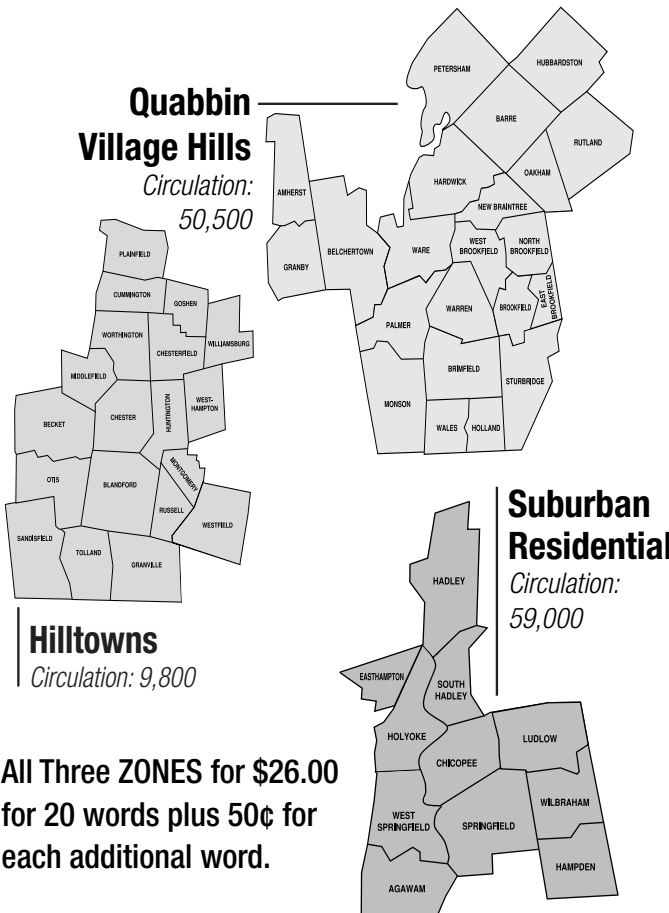 Quabbin
Village Hills
Circulation:
50,500
PETERSHAM
HUBBARDSTON
BARRE
RUTLAND
HARDWICK
OAKHAM
AMHERST
NEW BRAINTREE
BELCHERTOWN
WARE
WEST
BROOKFIELD
NORTH
BROOKFIELD
GRANBY
EAST
BROOKFIELD
BROOKFIELD
WARREN
PALMER
BRIMFIELD
STURBRIDGE
MONSON
WALES
HOLLAND
PLAINFIELD
CUMMINGTON
GOSHEN
WORTHINGTON
CHESTERFIELD
WILLIAMSBURG
MIDDLEFIELD
WEST-
HAMPTON
HUNTINGTON
CHESTER
BECKET
MONTGOMERY
OTIS
BLANDFORD
RUSSELL
WESTFIELD
SANDISFIELD
TOLLAND
GRANVILLE
Hilltowns
Circulation: 9,800
Suburban
Residential
Circulation:
59,000
HADLEY
EASTHAMPTON
SOUTH
HADLEY
HOLYOKE
LUDLOW
CHICOPEE
WILBRAHAM
WEST
SPRINGFIELD
SPRINGFIELD
HAMPDEN
AGAWAM
All Three ZONES for $26.00
for 20 words plus 50¢ for
each additional word.